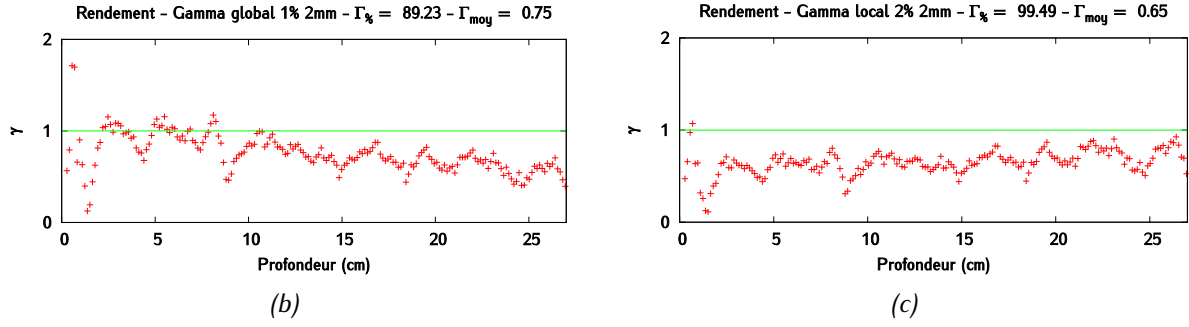 Rendement – Gamma global 1% 2mm – Γ% = 89.23 – Γmoy = 0.75
2
γ
1
0
0 5 10 15 20 25
Profondeur (cm)
(b)
Rendement – Gamma local 2% 2mm – Γ% = 99.49 – Γmoy = 0.65
2
γ
1
0
0 5 10 15 20 25
Profondeur (cm)
(c)